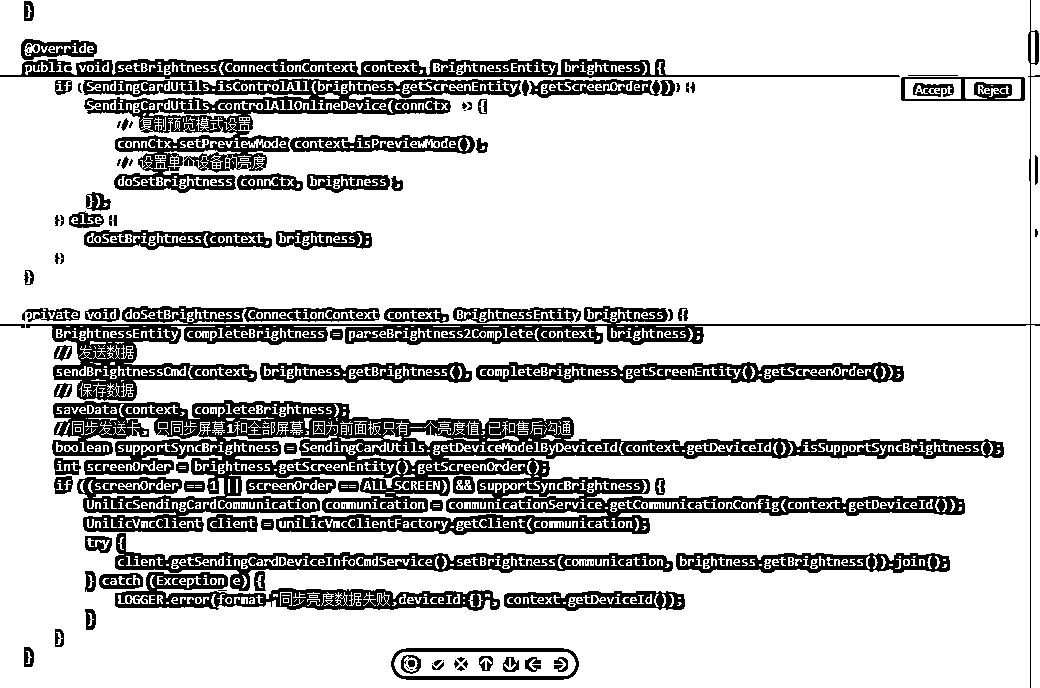 }
@Override
public void setBrightness(ConnectionContext context, BrightnessEntity brightness) {
if (SendingCardUtils.isControlAll(brightness.getScreenEntity().getScreenOrder())) {
Accept Reject
SendingCardUtils.controlAllOnlineDevice(connCtx -> {
// 复制预览模式设置
connCtx.setPreviewMode(context.isPreviewMode());
// 设置单个设备的亮度
doSetBrightness(connCtx, brightness);
});
} else {
doSetBrightness(context, brightness);
}
}
private void doSetBrightness(ConnectionContext context, BrightnessEntity brightness) {
BrightnessEntity completeBrightness = parseBrightness2Complete(context, brightness);
/// 发送数据
sendBrightnessCmd(context, brightness.getBrightness(), completeBrightness.getScreenEntity().getScreenOrder());
/// 保存数据
saveData(context, completeBrightness);
//同步发送卡, 只同步屏幕1和全部屏幕,因为前面板只有一个亮度值,已和售后沟通
boolean supportSyncBrightness = SendingCardUtils.getDeviceModelByDeviceId(context.getDeviceId()).isSupportSyncBrightness();
int screenOrder = brightness.getScreenEntity().getScreenOrder();
if ((screenOrder == 1 || screenOrder == ALL_SCREEN) && supportSyncBrightness) {
UniLicSendingCardCommunication communication = communicationService.getCommunicationConfig(context.getDeviceId());
UniLicVmcClient client = uniLicVmcClientFactory.getClient(communication);
try {
client.getSendingCardDeviceInfoCmdService().setBrightness(communication, brightness.getBrightness()).join();
} catch (Exception e) {
LOGGER.error(format "同步亮度数据失败,deviceId:{}", context.getDeviceId());
}
}
}